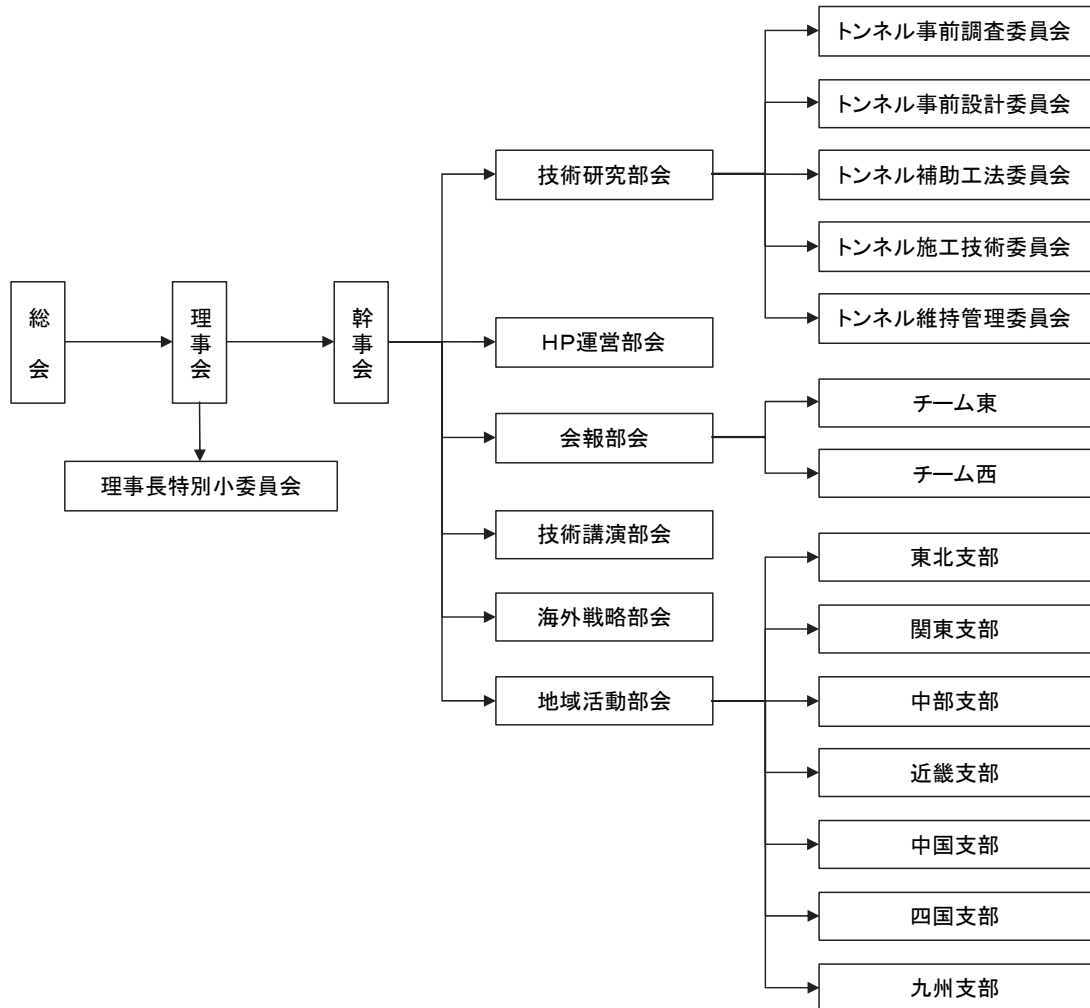 総会
理事会
理事長特別小委員会
幹事会
技術研究部会
トンネル事前調査委員会
トンネル事前設計委員会
トンネル補助工法委員会
トンネル施工技術委員会
トンネル維持管理委員会
HP運営部会
会報部会
チーム東
チーム西
技術講演部会
海外戦略部会
地域活動部会
東北支部
関東支部
中部支部
近畿支部
中国支部
四国支部
九州支部